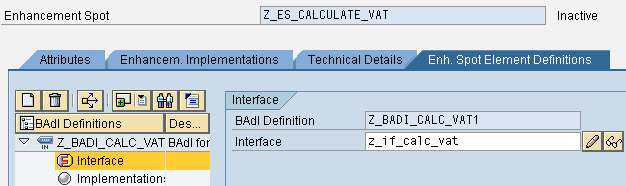 Enhancement Spot Z_ES_CALCULATE_VAT Inactive
Attributes Enhancem. Implementations Technical Details Enh. Spot Element Definitions
Interface
BAdI Definitions Des...
BAdI Definition Z_BADI_CALC_VAT1
Z_BADI_CALC_VAT BAdI for
Interface z_if_calc_vat
Interface
Implementation: